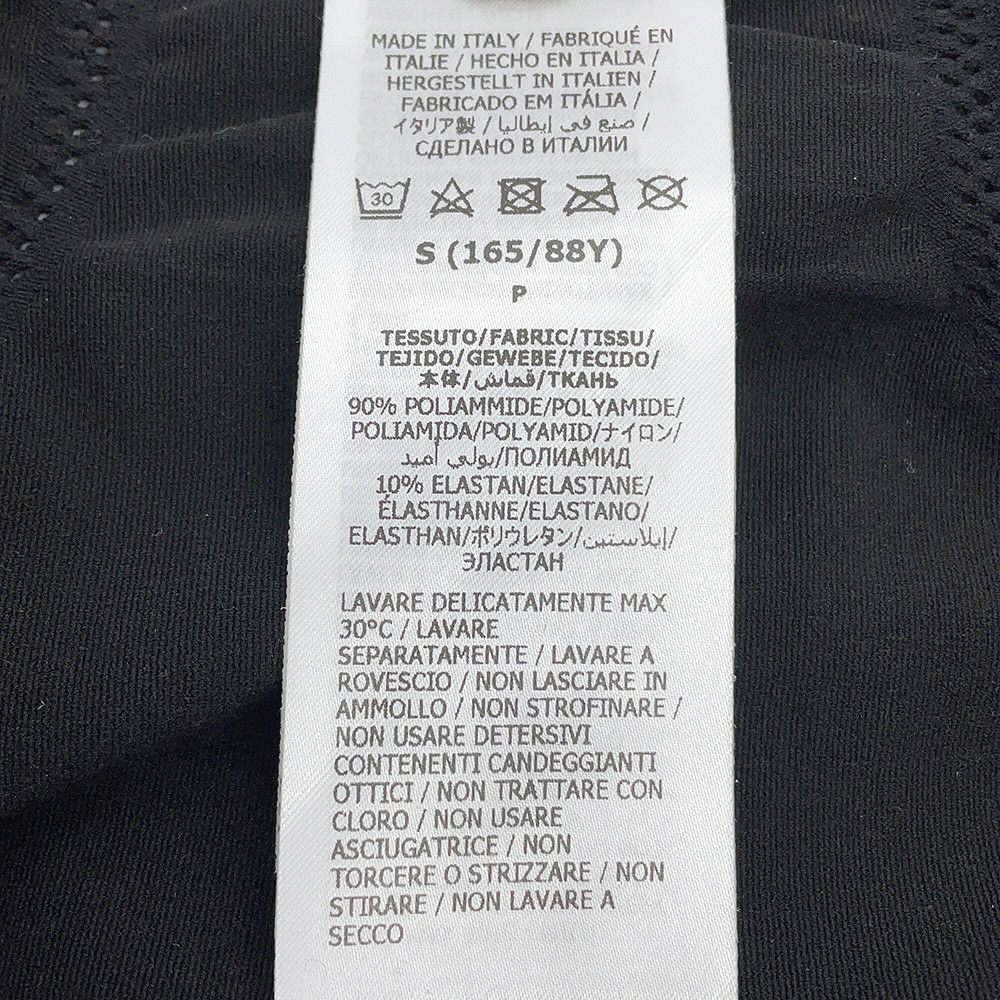 MADE IN ITALY / FABRIQUÉ EN
ITALIE / HECHO EN ITALIA /
HERGESTELLT IN ITALIEN /
FABRICADO EM ITÁLIA /
イタリア製 / صنع في إيطاليا /
СДЕЛАНО В ИТАЛИИ
30
S (165/88Y)
P
TESSUTO/FABRIC/TISSU/
TEJIDO/GEWEBE/TECIDO/
本体/قماش/ТКАНЬ
90% POLIAMMIDE/POLYAMIDE/
POLIAMIDA/POLYAMID/ナイロン/
بولي أميد/ПОЛИАМИД
10% ELASTAN/ELASTANE/
ÉLASTHANNE/ELASTANO/
ELASTHAN/ポリウレタン/إيلاستين/
ЭЛАСТАН
LAVARE DELICATAMENTE MAX
30°C / LAVARE
SEPARATAMENTE / LAVARE A
ROVESCIO / NON LASCIARE IN
AMMOLLO / NON STROFINARE /
NON USARE DETERSIVI
CONTENENTI CANDEGGIANTI
OTTICI / NON TRATTARE CON
CLORO / NON USARE
ASCIUGATRICE / NON
TORCERE O STRIZZARE / NON
STIRARE / NON LAVARE A
SECCO